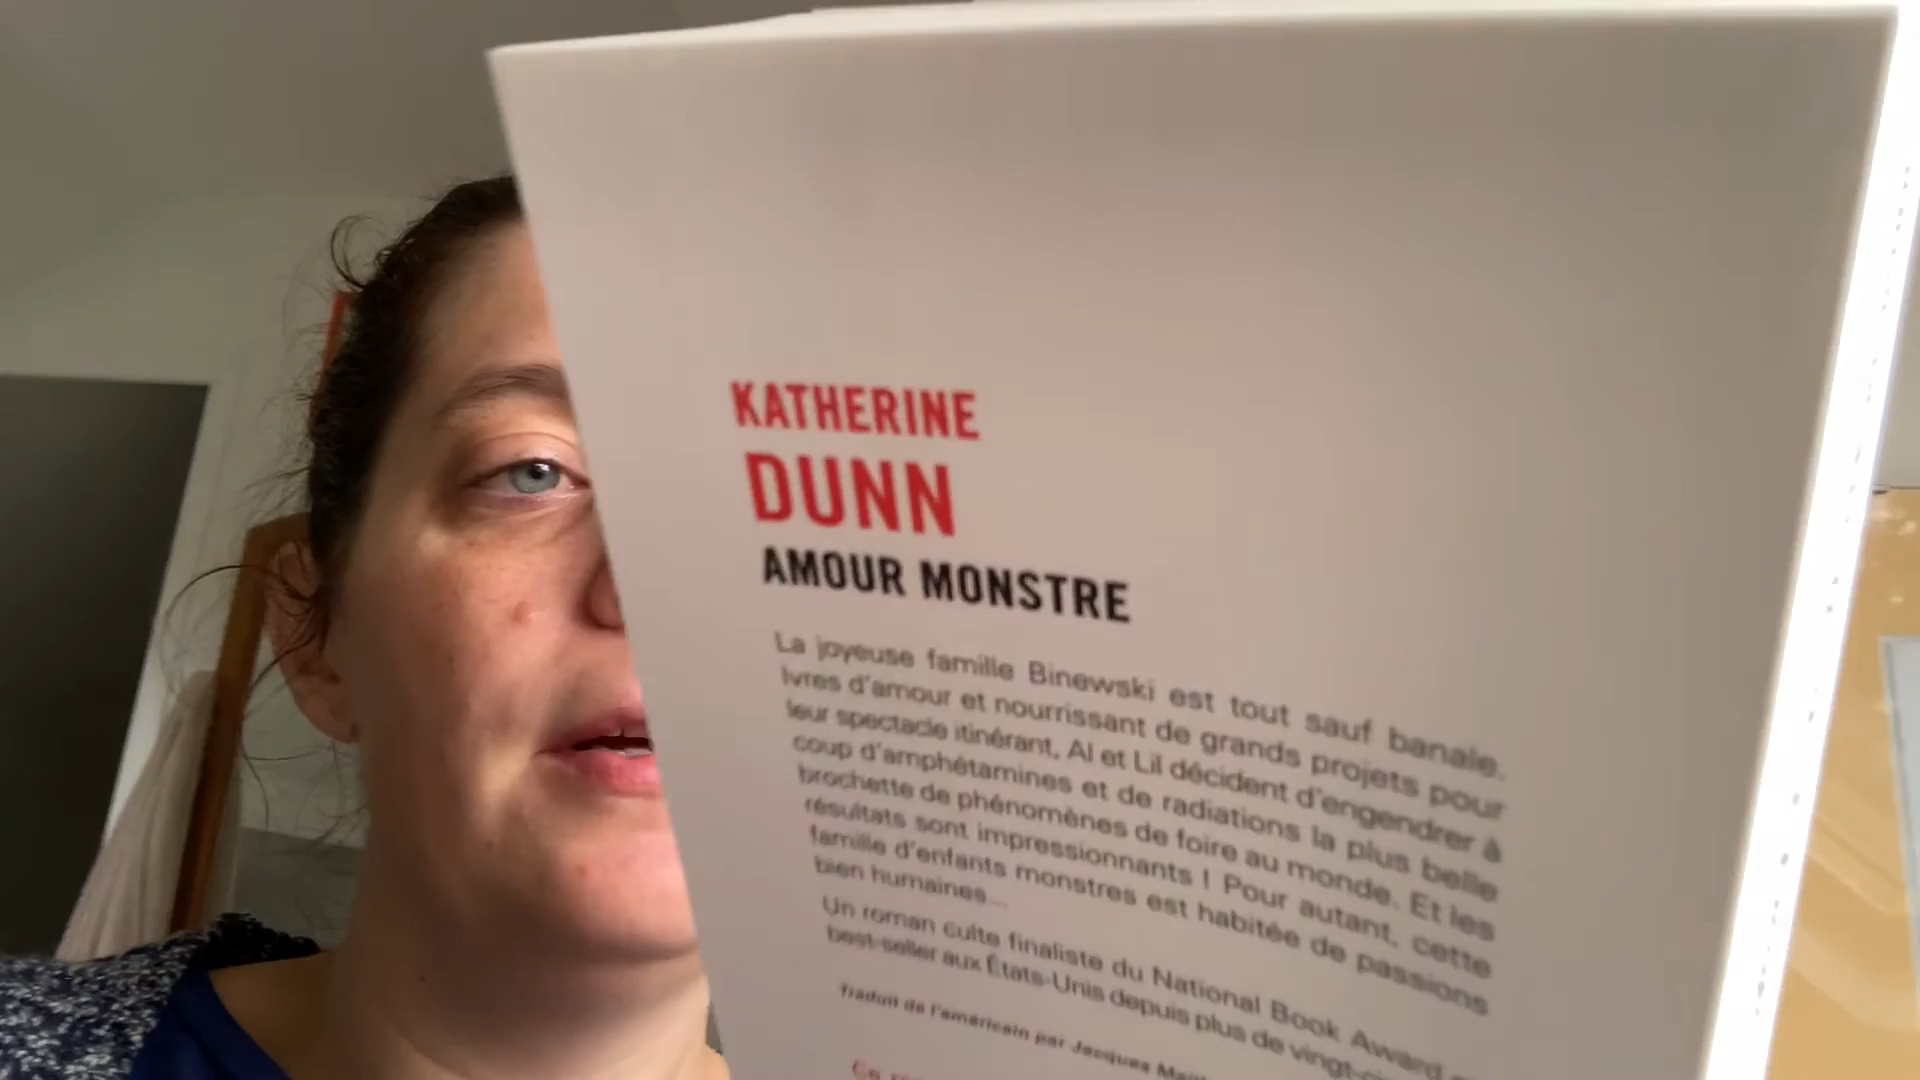 KATHERINE
DUNN
AMOUR MONSTRE
La joyeuse famille Binewski est tout sauf banale.
Ivres d'amour et nourrissant de grands projets pour
leur spectacle itinérant, Al et Lil décident d'engendrer à
coup d'amphétamines et de radiations la plus belle
brochette de phénomènes de foire au monde. Et les
résultats sont impressionnants ! Pour autant, cette
famille d'enfants monstres est habitée de passions
bien humaines...
Un roman culte finaliste du National Book Award
best-seller aux États-Unis depuis plus de
Traduit de l'américain par Jacques